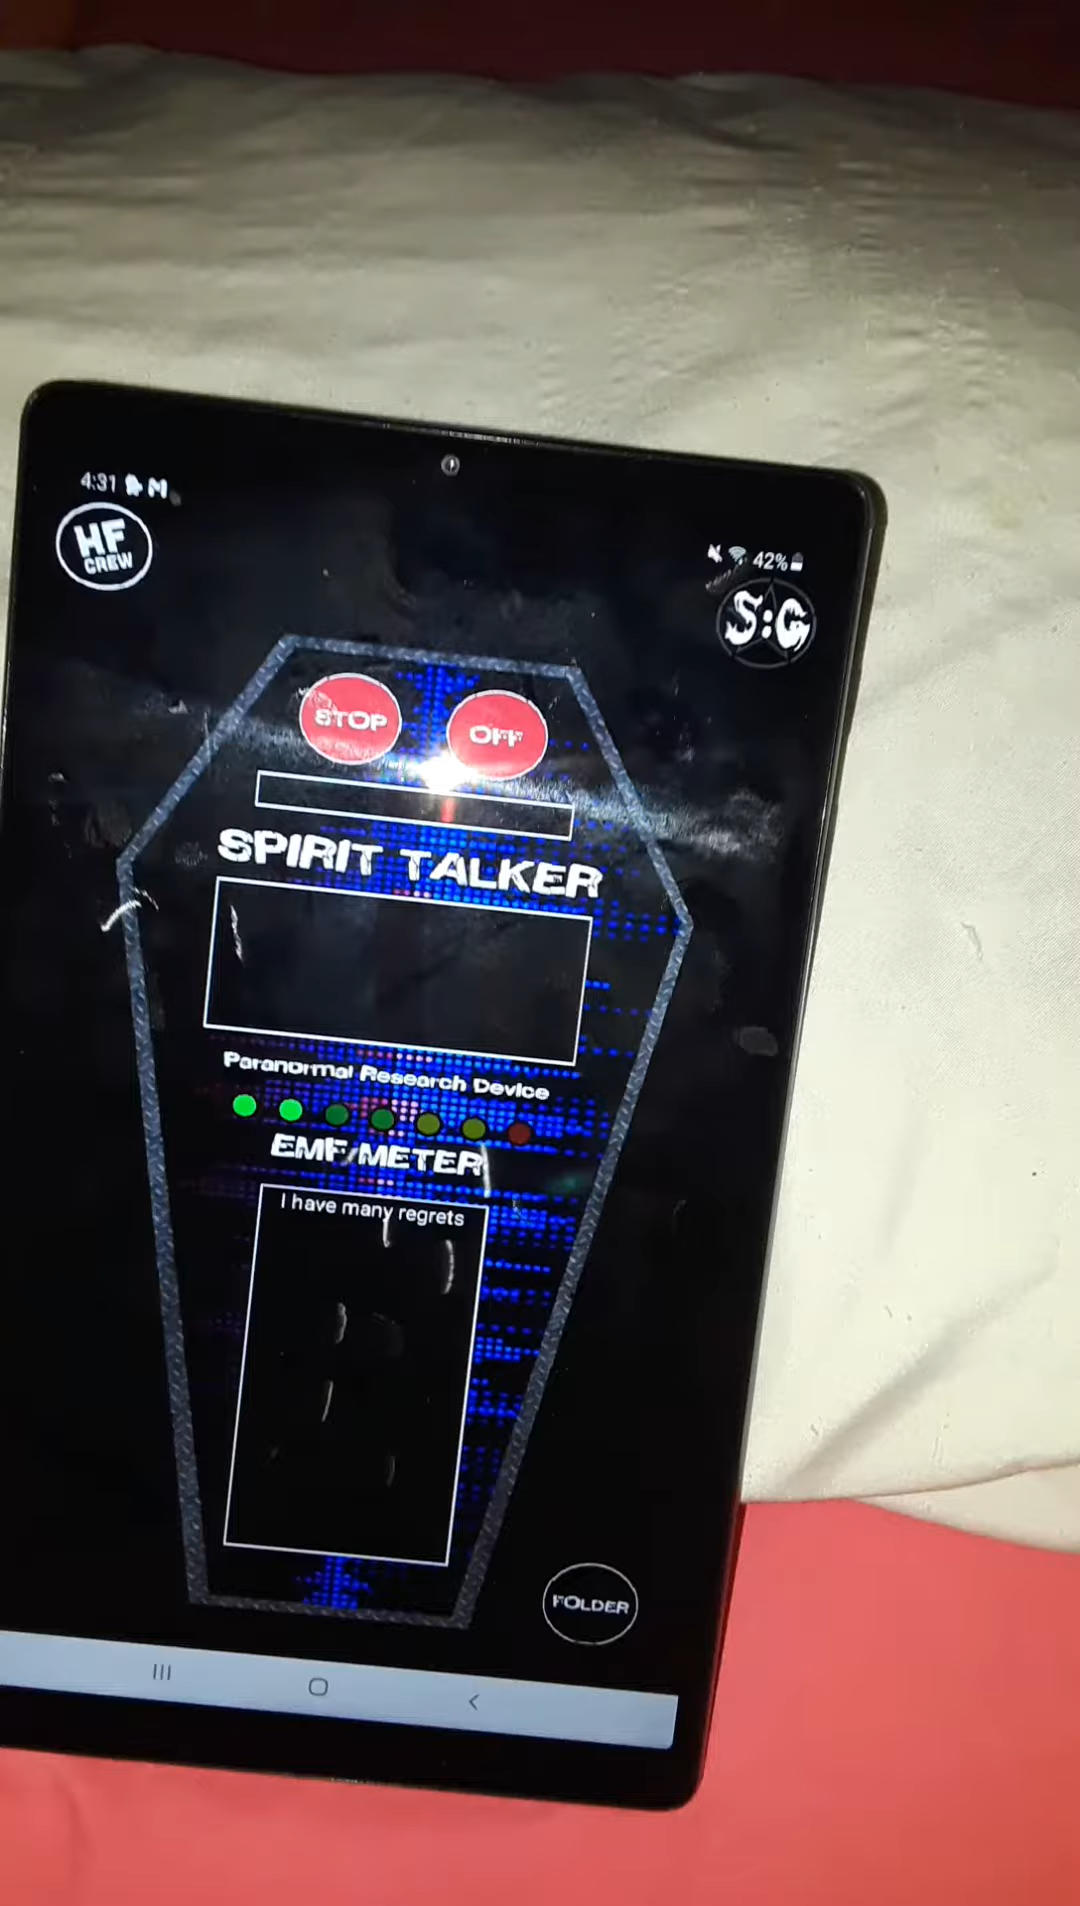 4:31 M
42%
HF
CREW
S:G
STOP
OFF
SPIRIT TALKER
Paranormal Research Device
EMF/METER
I have many regrets
FOLDER